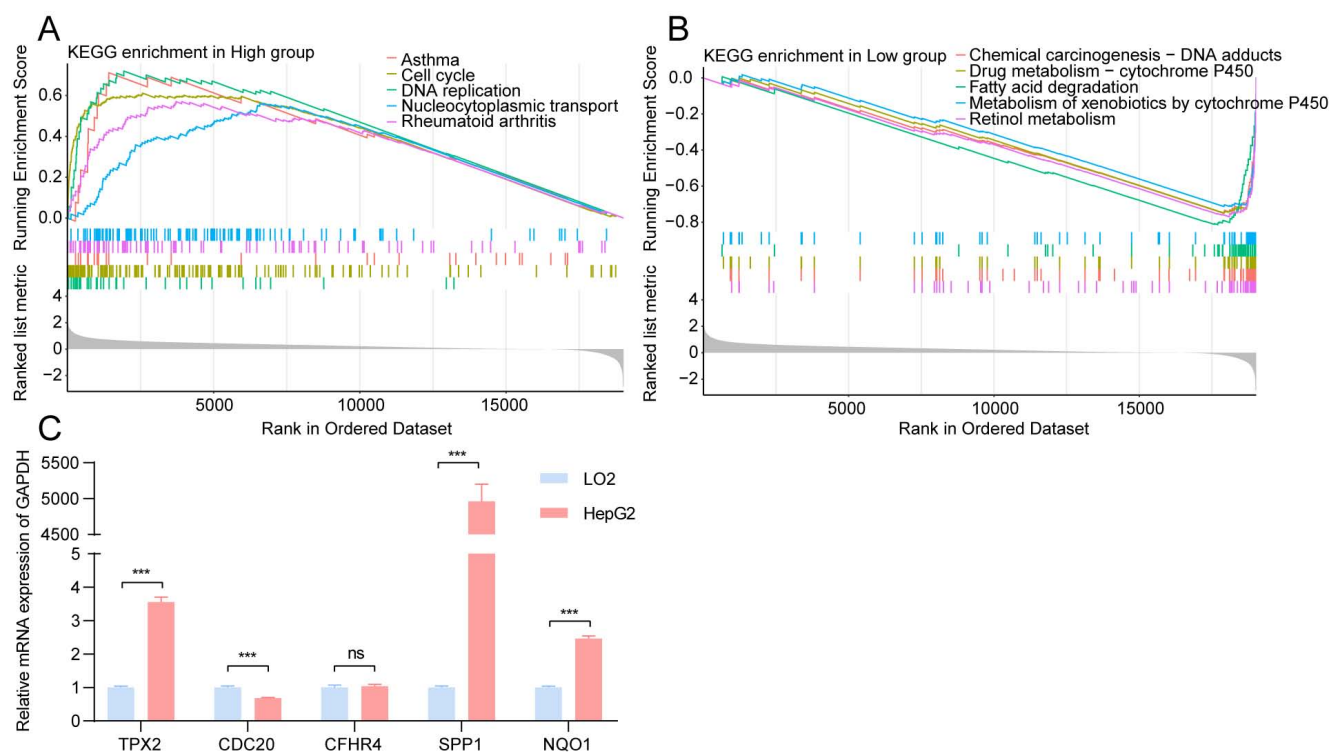 A
KEGG enrichment in High group
Asthma
Cell cycle
DNA replication
Nucleocytoplasmic transport
Rheumatoid arthritis
Running Enrichment Score
0.6
0.4
0.2
0.0
Ranked list metric
4
2
0
−2
5000
10000
15000
Rank in Ordered Dataset
B
KEGG enrichment in Low group
Chemical carcinogenesis − DNA adducts
Drug metabolism − cytochrome P450
Fatty acid degradation
Metabolism of xenobiotics by cytochrome P450
Retinol metabolism
Running Enrichment Score
0.0
−0.2
−0.4
−0.6
−0.8
Ranked list metric
4
2
0
−2
5000
10000
15000
Rank in Ordered Dataset
C
Relative mRNA expression of GAPDH
5500
5000
4500
5
4
3
2
1
0
***
***
ns
***
***
LO2
HepG2
TPX2
CDC20
CFHR4
SPP1
NQO1